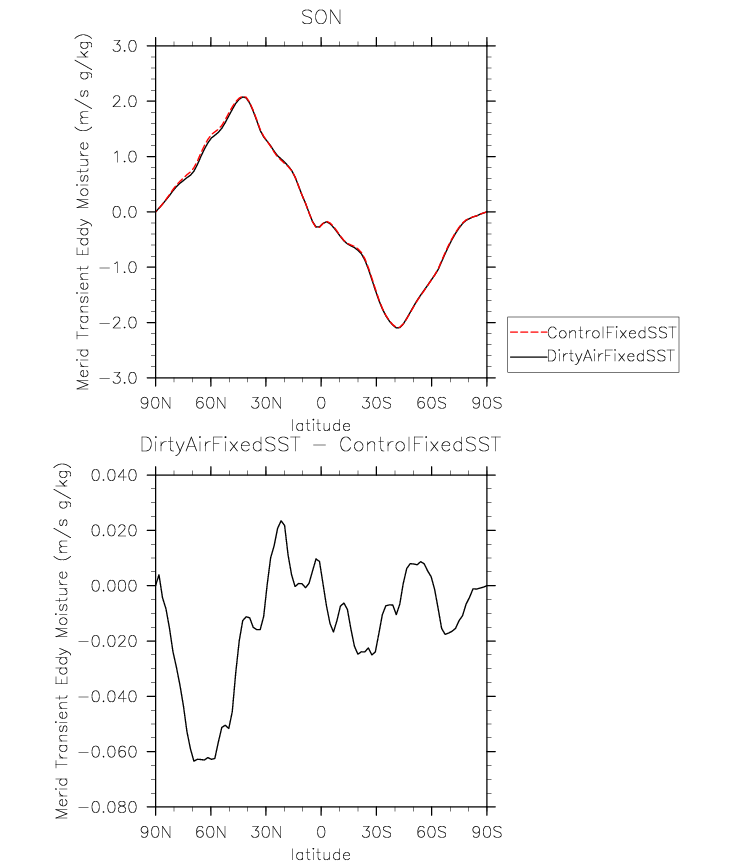 SON
Merid Transient Eddy Moisture (m/s g/kg)
3.0
2.0
1.0
0.0
−1.0
−2.0
−3.0
90N 60N 30N 0 30S 60S 90S
latitude
ControlFixedSST
DirtyAirFixedSST
DirtyAirFixedSST − ControlFixedSST
Merid Transient Eddy Moisture (m/s g/kg)
0.040
0.020
0.000
−0.020
−0.040
−0.060
−0.080
90N 60N 30N 0 30S 60S 90S
latitude